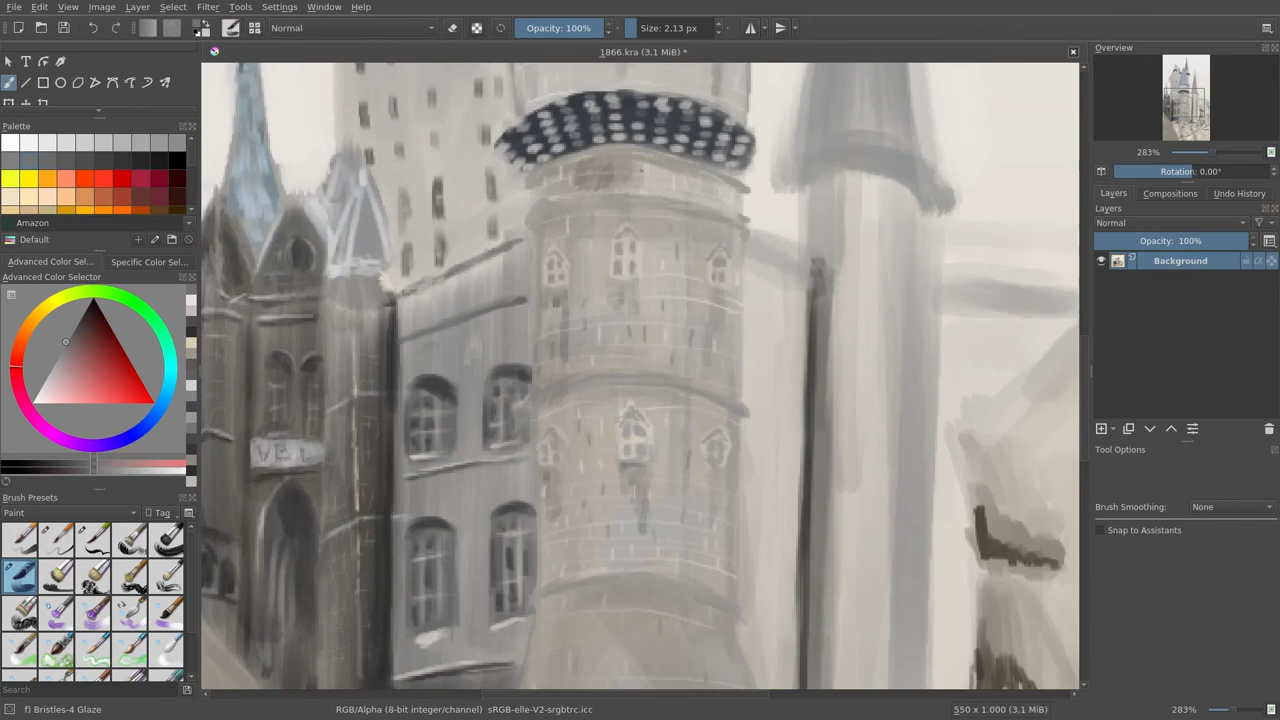 File Edit View Image Layer Select Filter Tools Settings Window Help
Normal Opacity: 100% Size: 2,13 px
1866.kra (3,1 MiB) *
Overview
283%
Rotation: 0,00°
Layers Compositions Undo History
Layers
Normal
Opacity: 100%
Background
Tool Options
Brush Smoothing: None
Snap to Assistants
Palette
Amazon
Default
Advanced Color Sel... Specific Color Sel...
Advanced Color Selector
Brush Presets
Paint Tag
Search
VEL
f) Bristles-4 Glaze RGB/Alpha (8-bit integer/channel) sRGB-elle-V2-srgbtrc.icc 550 x 1.000 (3,1 MiB) 283%